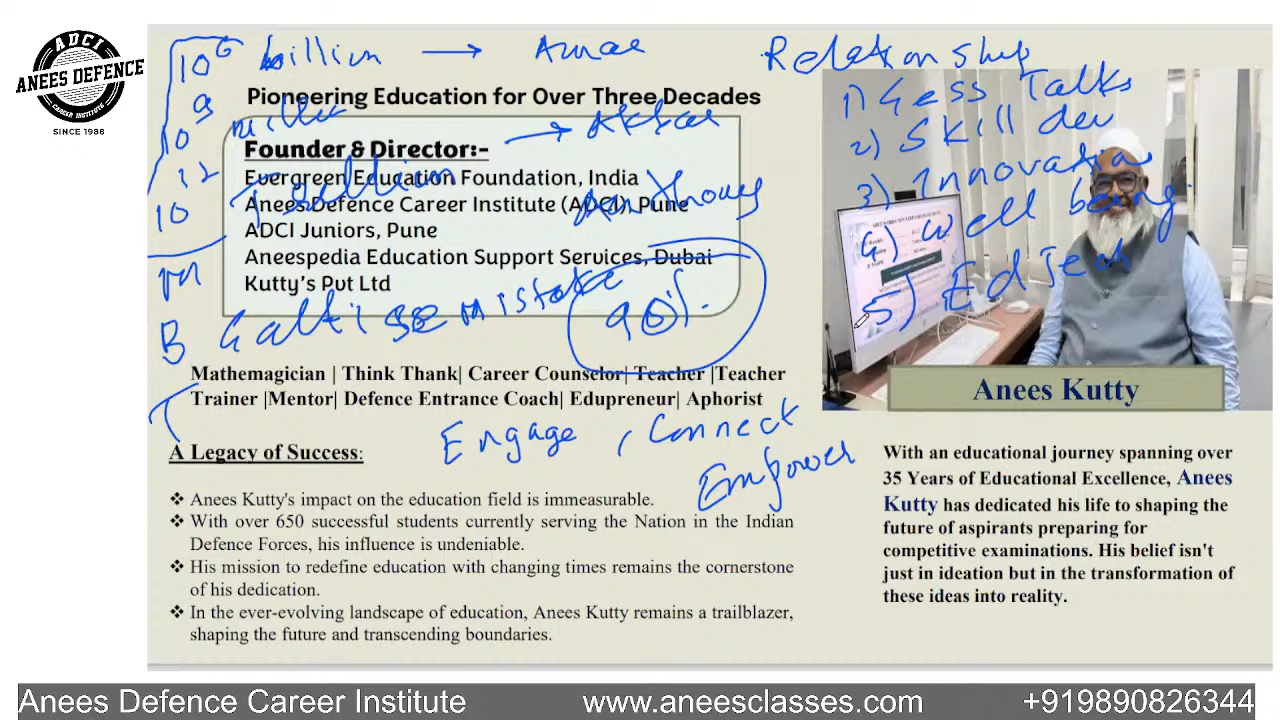 ADCI
ANEES DEFENCE
CAREER INSTITUTE
SINCE 1988
10 6 billion → Amar
Relationship
Pioneering Education for Over Three Decades
9
10
12
10
→ Akbar
Anthony
M
B
T
Founder & Director:-
Evergreen Education Foundation, India
Anees Defence Career Institute (ADCI), Pune
ADCI Juniors, Pune
Aneespedia Education Support Services, Dubai
Kutty's Pvt Ltd
Galti se mistake
90%.
2) Skill dev
3) Innovation
4) Well being
5) EdTech
Mathemagician | Think Thank| Career Counselor| Teacher |Teacher
Trainer |Mentor| Defence Entrance Coach| Edupreneur| Aphorist
Engage, Connect
Empower
Anees Kutty
A Legacy of Success:
❖ Anees Kutty's impact on the education field is immeasurable.
❖ With over 650 successful students currently serving the Nation in the Indian
Defence Forces, his influence is undeniable.
❖ His mission to redefine education with changing times remains the cornerstone
of his dedication.
❖ In the ever-evolving landscape of education, Anees Kutty remains a trailblazer,
shaping the future and transcending boundaries.
With an educational journey spanning over
35 Years of Educational Excellence, Anees
Kutty has dedicated his life to shaping the
future of aspirants preparing for
competitive examinations. His belief isn't
just in ideation but in the transformation of
these ideas into reality.
Anees Defence Career Institute www.aneesclasses.com +919890826344